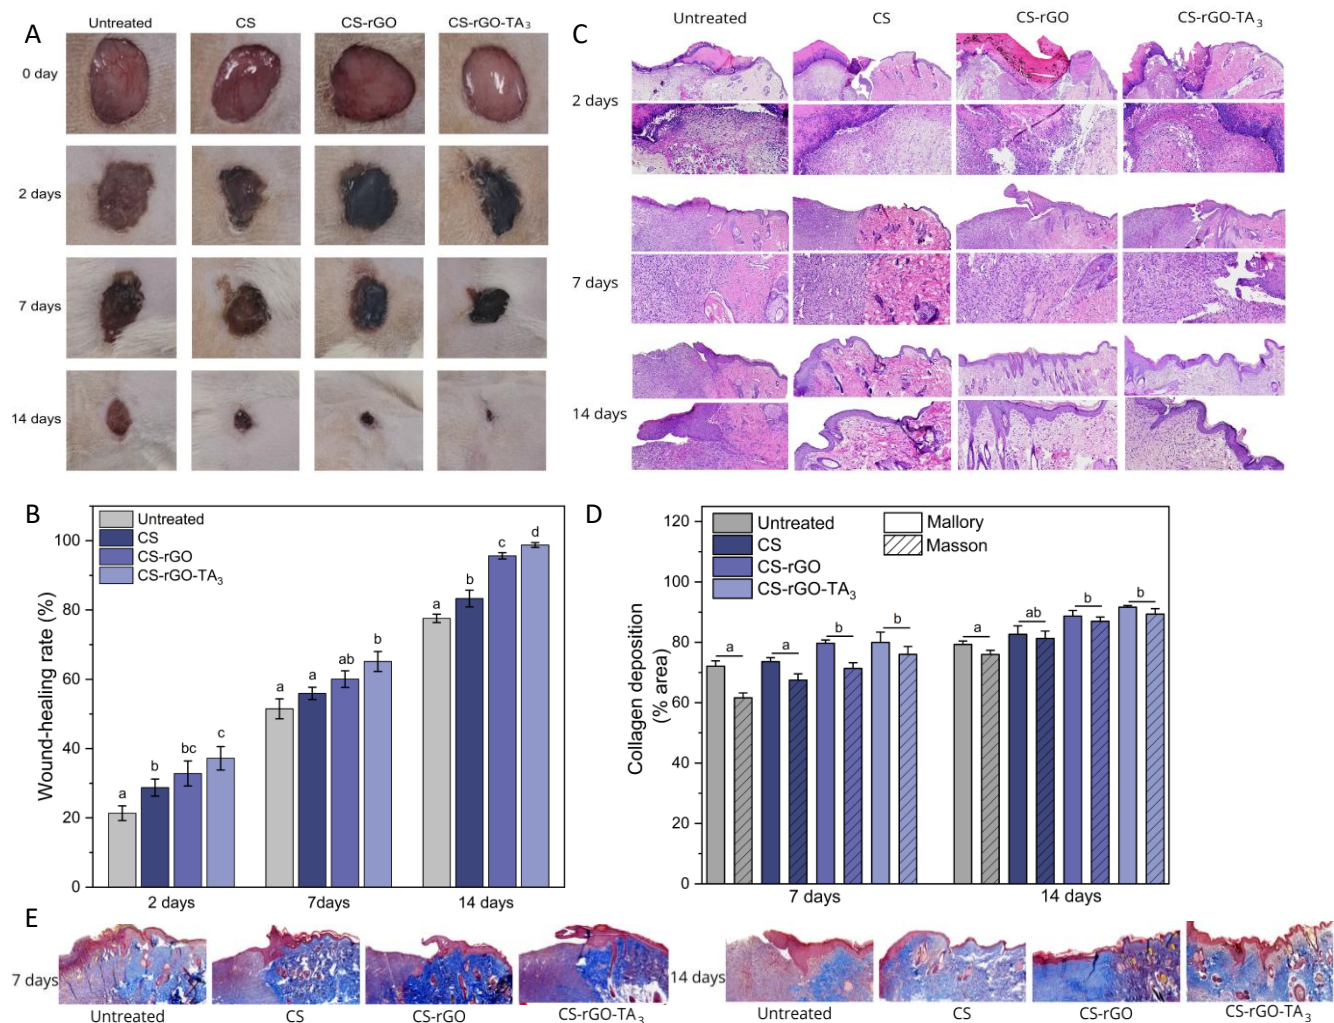 A
Untreated CS CS-rGO CS-rGO-TA3
0 day
2 days
7 days
14 days
C
Untreated CS CS-rGO CS-rGO-TA3
2 days
7 days
14 days
B
Untreated
CS
CS-rGO
CS-rGO-TA3
Wound-healing rate (%)
100
80
60
40
20
0
a b bc c
a a ab b
a b c d
2 days 7days 14 days
D
Untreated
CS
CS-rGO
CS-rGO-TA3
Mallory
Masson
Collagen deposition
(% area)
120
100
80
60
40
20
0
a a b b
a ab b b
7 days 14 days
E
7 days
Untreated CS CS-rGO CS-rGO-TA3
14 days
Untreated CS CS-rGO CS-rGO-TA3